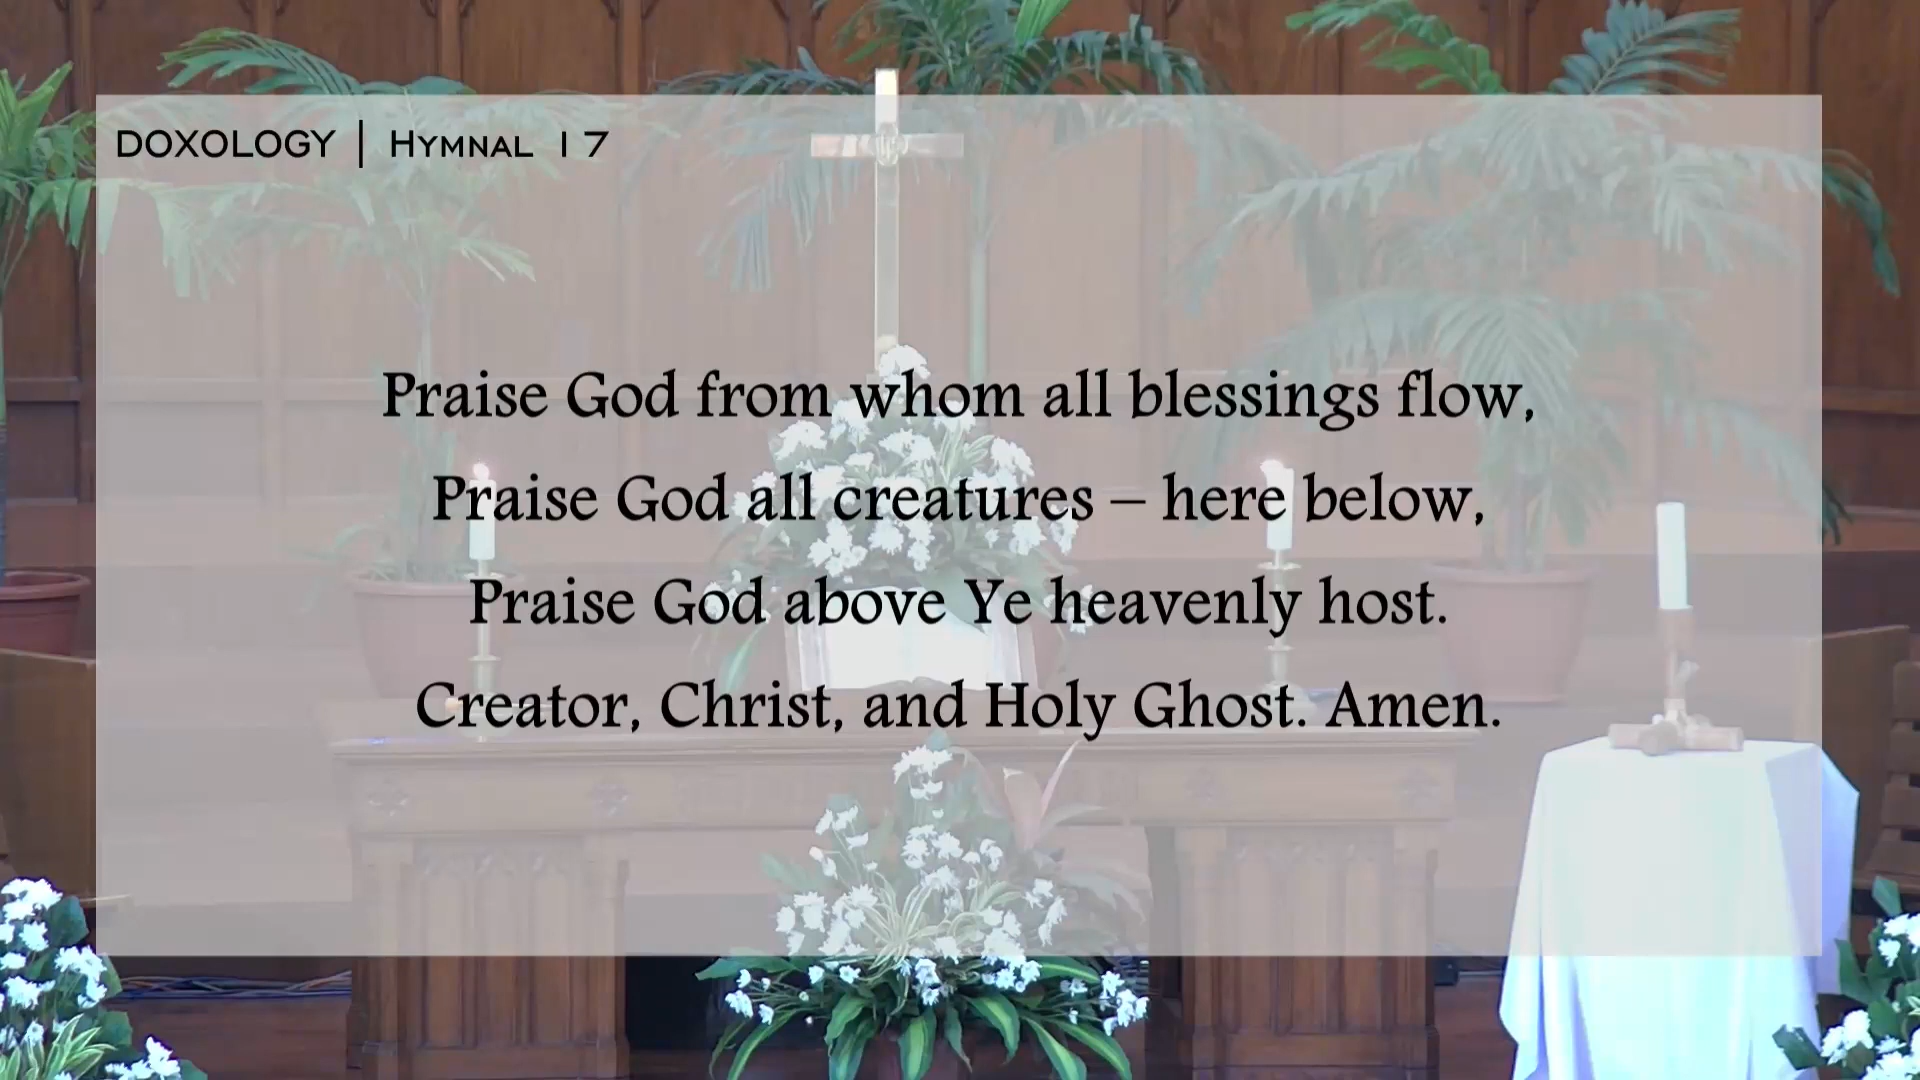 DOXOLOGY | Hymnal 17
Praise God from whom all blessings flow,
Praise God all creatures – here below,
Praise God above Ye heavenly host.
Creator, Christ, and Holy Ghost. Amen.